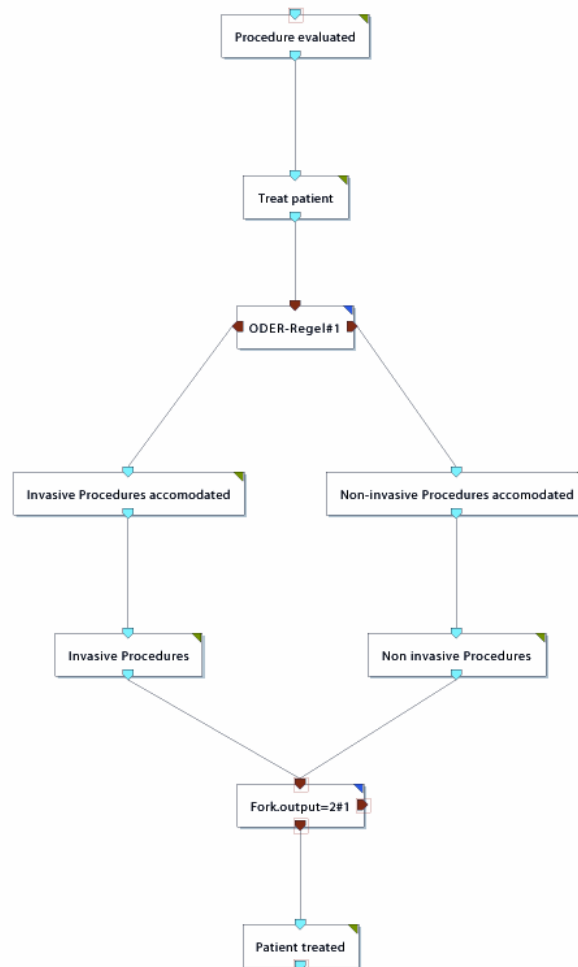 Procedure evaluated
Treat patient
ODER-Regel#1
Invasive Procedures accomodated
Non-invasive Procedures accomodated
Invasive Procedures
Non invasive Procedures
Fork.output=2#1
Patient treated